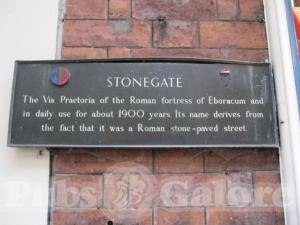 STONEGATE
The Via Praetoria of the Roman fortress of Eboracum and
in daily use for about 1900 years. Its name derives from
the fact that it was a Roman stone-paved street.
Pubs Galore